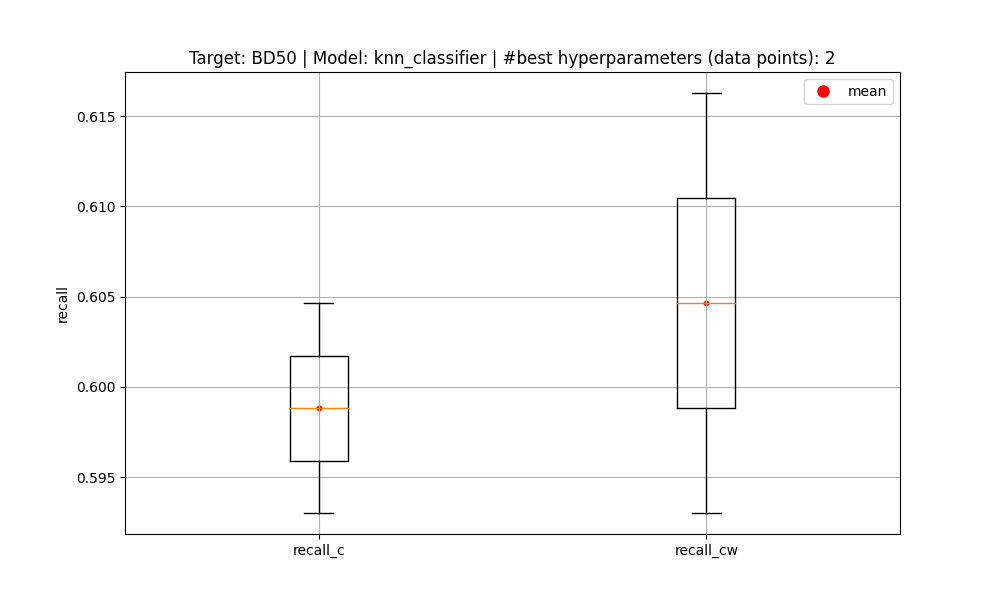 Target: BD50 | Model: knn_classifier | #best hyperparameters (data points): 2
mean
0.615
0.610
0.605
0.600
0.595
recall
recall_c
recall_cw